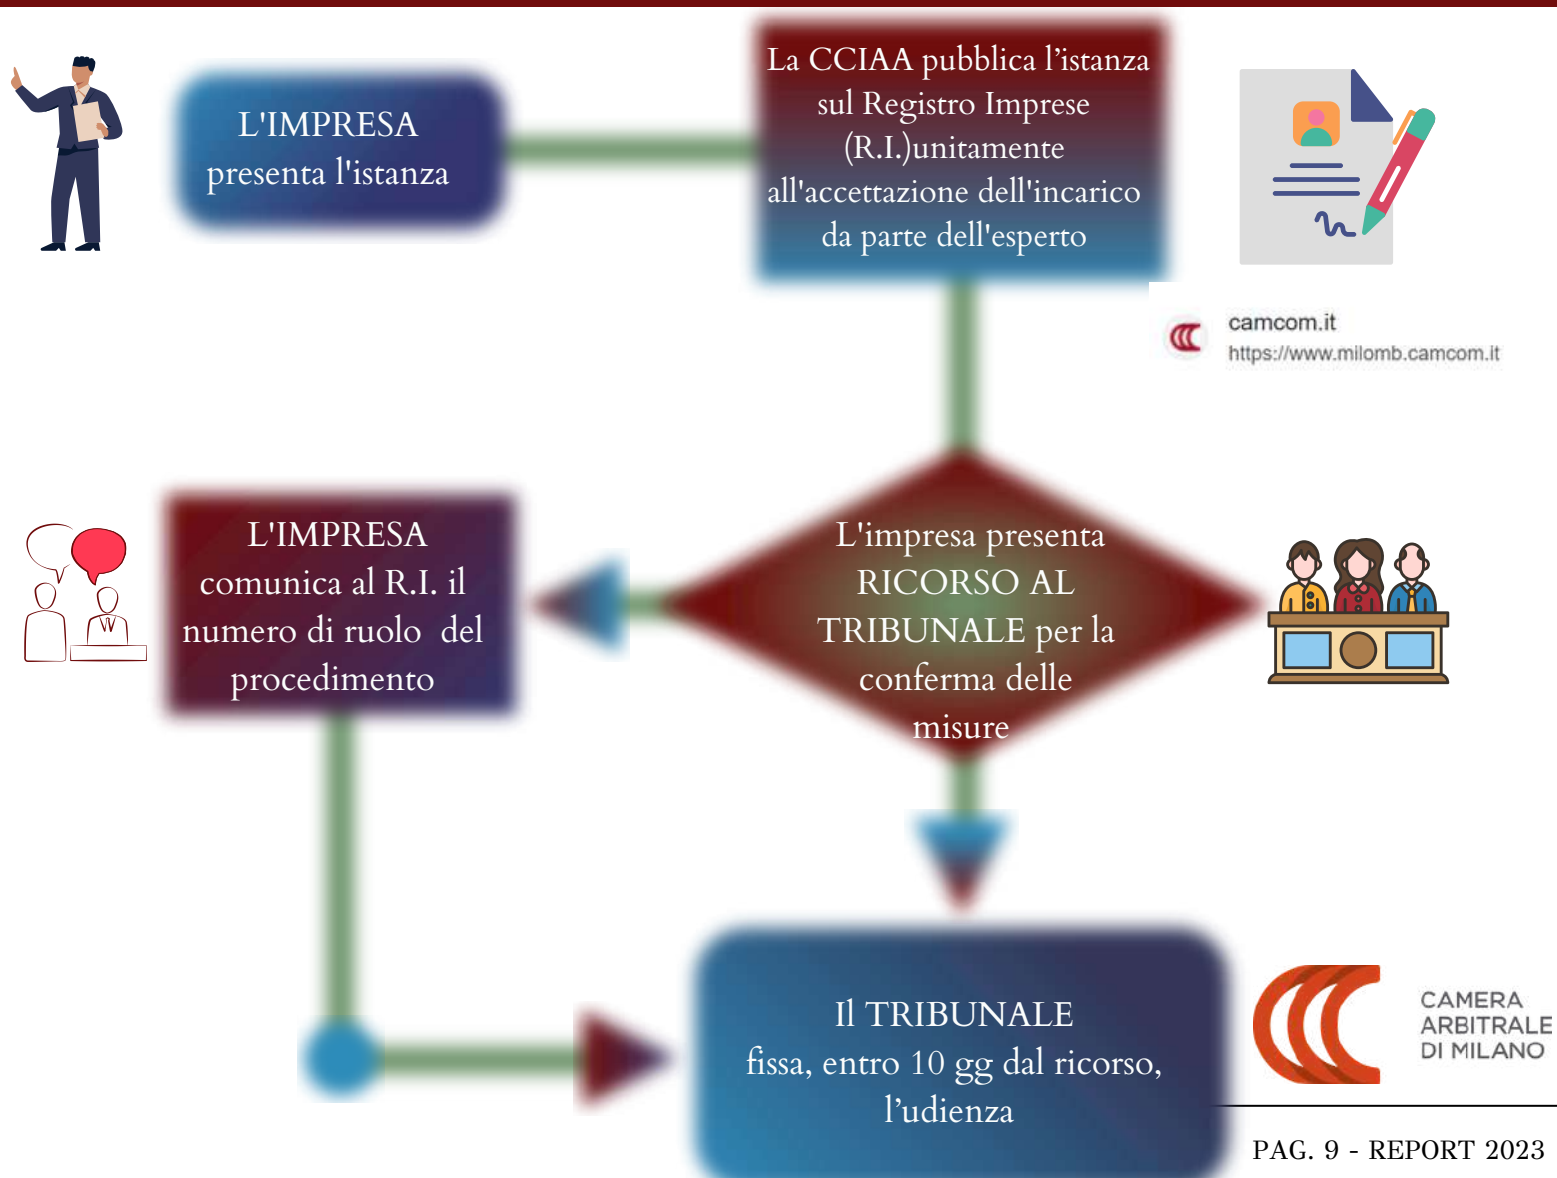 L'IMPRESA
presenta l'istanza
La CCIAA pubblica l’istanza
sul Registro Imprese
(R.I.)unitamente
all'accettazione dell'incarico
da parte dell'esperto
camcom.it
https://www.milomb.camcom.it
L'impresa presenta
RICORSO AL
TRIBUNALE per la
conferma delle
misure
L'IMPRESA
comunica al R.I. il
numero di ruolo del
procedimento
Il TRIBUNALE
fissa, entro 10 gg dal ricorso,
l’udienza
CAMERA
ARBITRALE
DI MILANO
PAG. 9 - REPORT 2023